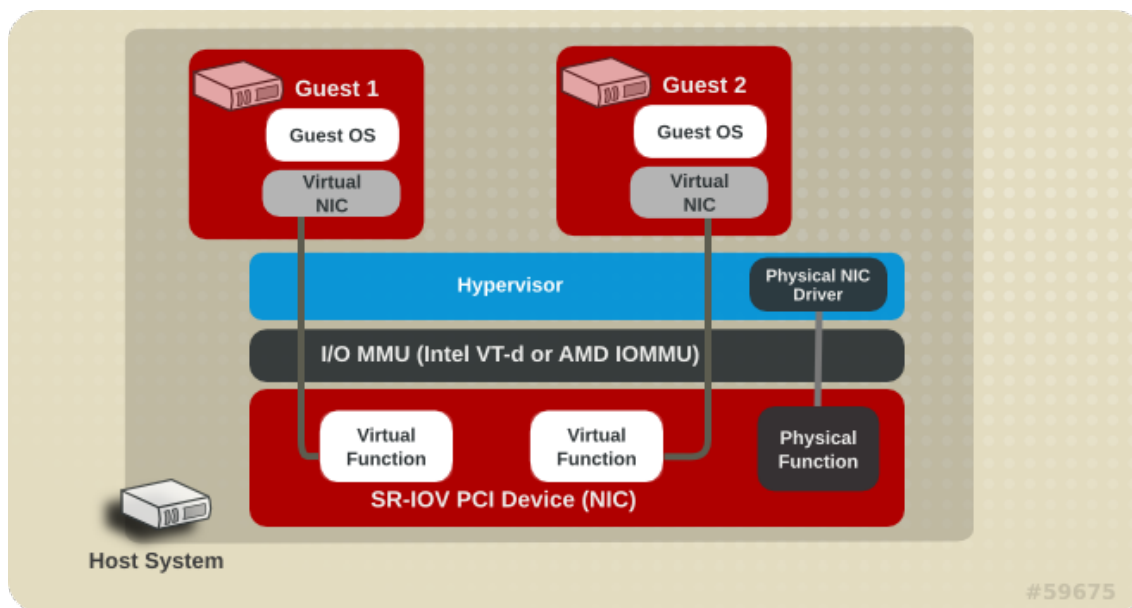 Guest 1
Guest OS
Virtual
NIC
Guest 2
Guest OS
Virtual
NIC
Hypervisor
Physical NIC
Driver
I/O MMU (Intel VT-d or AMD IOMMU)
Virtual
Function
Virtual
Function
Physical
Function
SR-IOV PCI Device (NIC)
Host System
#59675